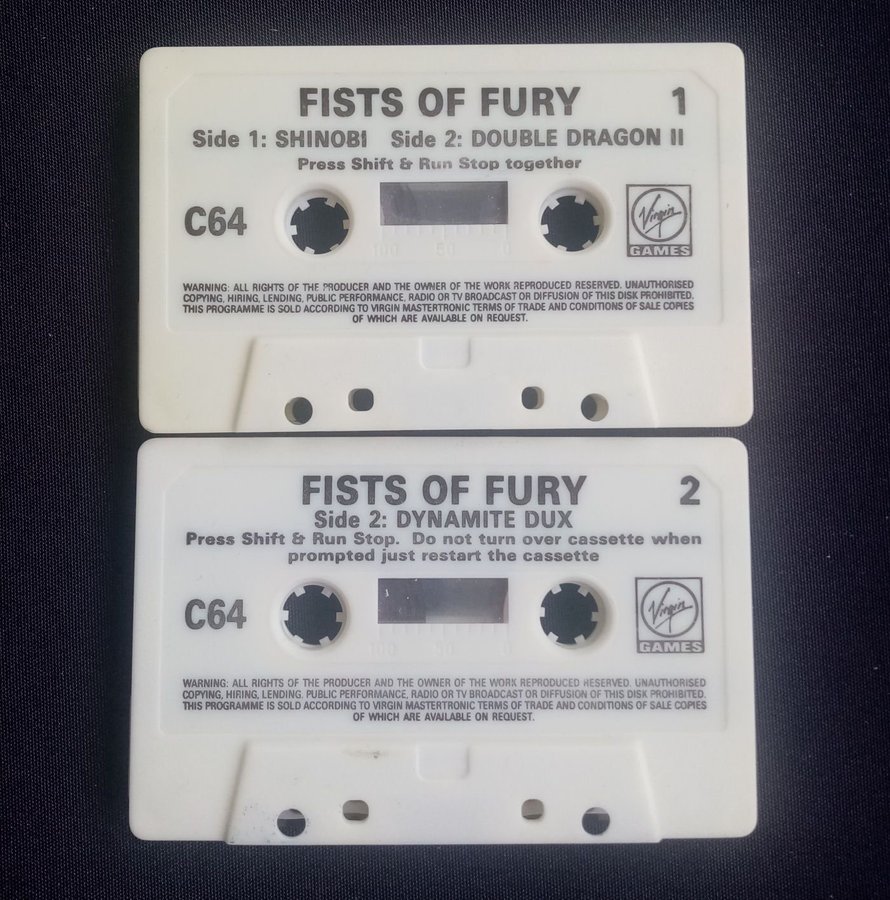 FISTS OF FURY 1
Side 1: SHINOBI Side 2: DOUBLE DRAGON II
Press Shift & Run Stop together
C64
Virgin
GAMES
100 50 0
WARNING: ALL RIGHTS OF THE PRODUCER AND THE OWNER OF THE WORK REPRODUCED RESERVED. UNAUTHORISED
COPYING, HIRING, LENDING, PUBLIC PERFORMANCE, RADIO OR TV BROADCAST OR DIFFUSION OF THIS DISK PROHIBITED.
THIS PROGRAMME IS SOLD ACCORDING TO VIRGIN MASTERTRONIC TERMS OF TRADE AND CONDITIONS OF SALE COPIES
OF WHICH ARE AVAILABLE ON REQUEST.
FISTS OF FURY 2
Side 2: DYNAMITE DUX
Press Shift & Run Stop. Do not turn over cassette when
prompted just restart the cassette
C64
Virgin
GAMES
100 50 0
WARNING: ALL RIGHTS OF THE PRODUCER AND THE OWNER OF THE WORK REPRODUCED RESERVED. UNAUTHORISED
COPYING, HIRING, LENDING, PUBLIC PERFORMANCE, RADIO OR TV BROADCAST OR DIFFUSION OF THIS DISK PROHIBITED.
THIS PROGRAMME IS SOLD ACCORDING TO VIRGIN MASTERTRONIC TERMS OF TRADE AND CONDITIONS OF SALE COPIES
OF WHICH ARE AVAILABLE ON REQUEST.